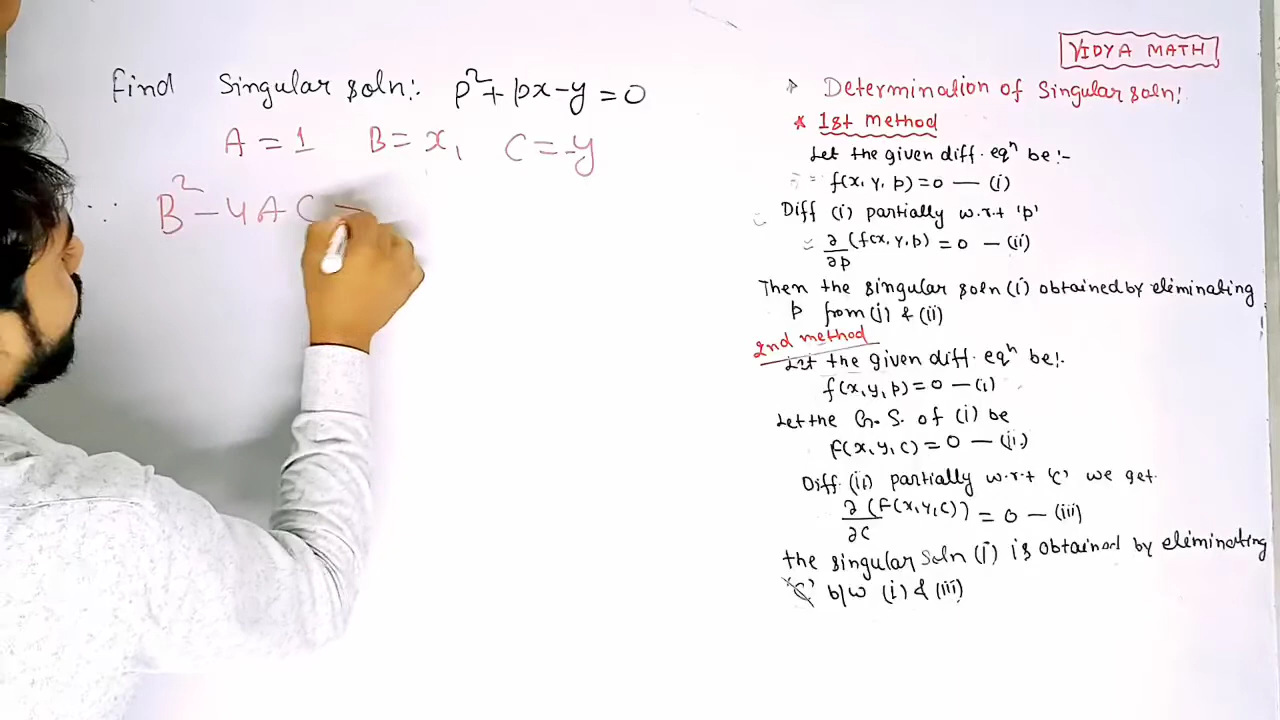 Find Singular soln:- p²+px-y=0
A = 1 B = x, C = -y
∵ B²-4AC =
VIDYA MATH
Determination of Singular soln:
* 1st method
Let the given diff. eqⁿ be:-
f(x, y, p) = 0 — (i)
Diff (i) partially w.r.t 'p'
∂/∂p (f(x, y, p) = 0 — (ii)
Then the singular soln (i) obtained by eliminating
p from (i) & (ii)
2nd method
Let the given diff. eqⁿ be:-
f(x, y, p) = 0 — (i)
Let the G. S. of (i) be
F(x, y, c) = 0 — (ii)
Diff (ii) partially w.r.t 'c' we get
∂/∂c (F(x, y, c)) = 0 — (iii)
the singular soln (i) is obtained by eliminating
'c' b/w (i) & (iii)